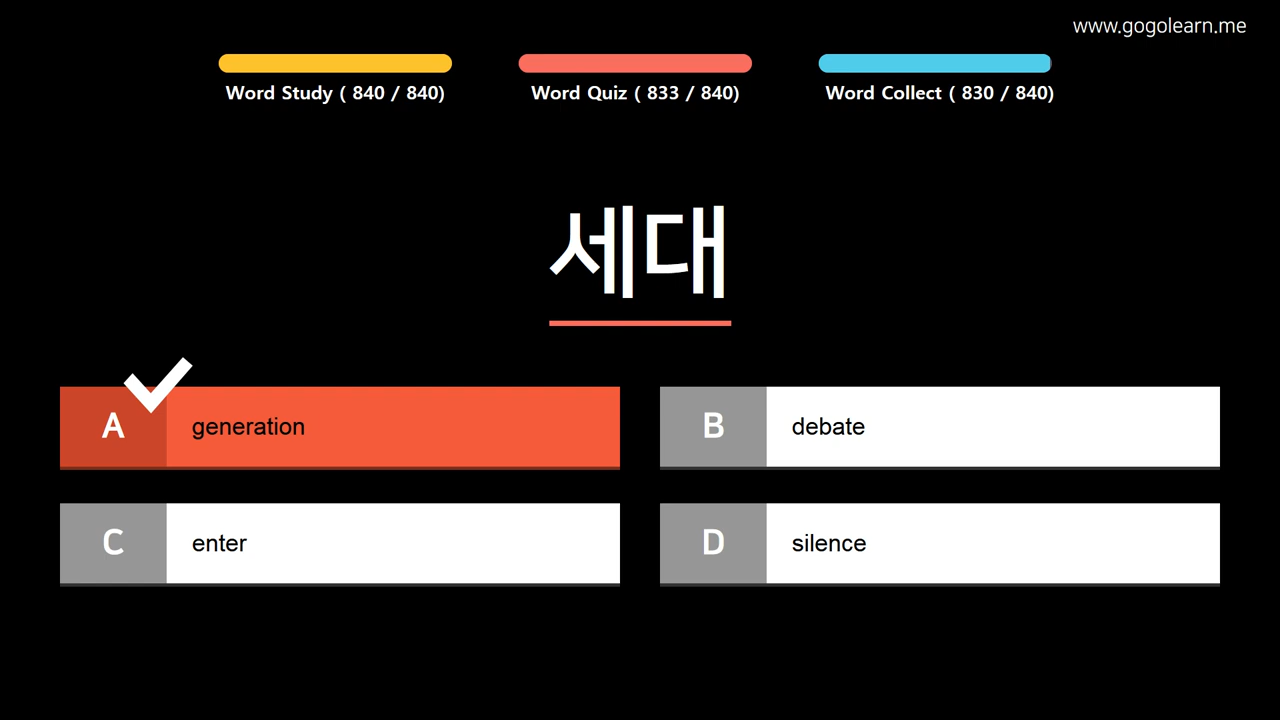 www.gogolearn.me
Word Study ( 840 / 840)
Word Quiz ( 833 / 840)
Word Collect ( 830 / 840)
세대
A generation
B debate
C enter
D silence